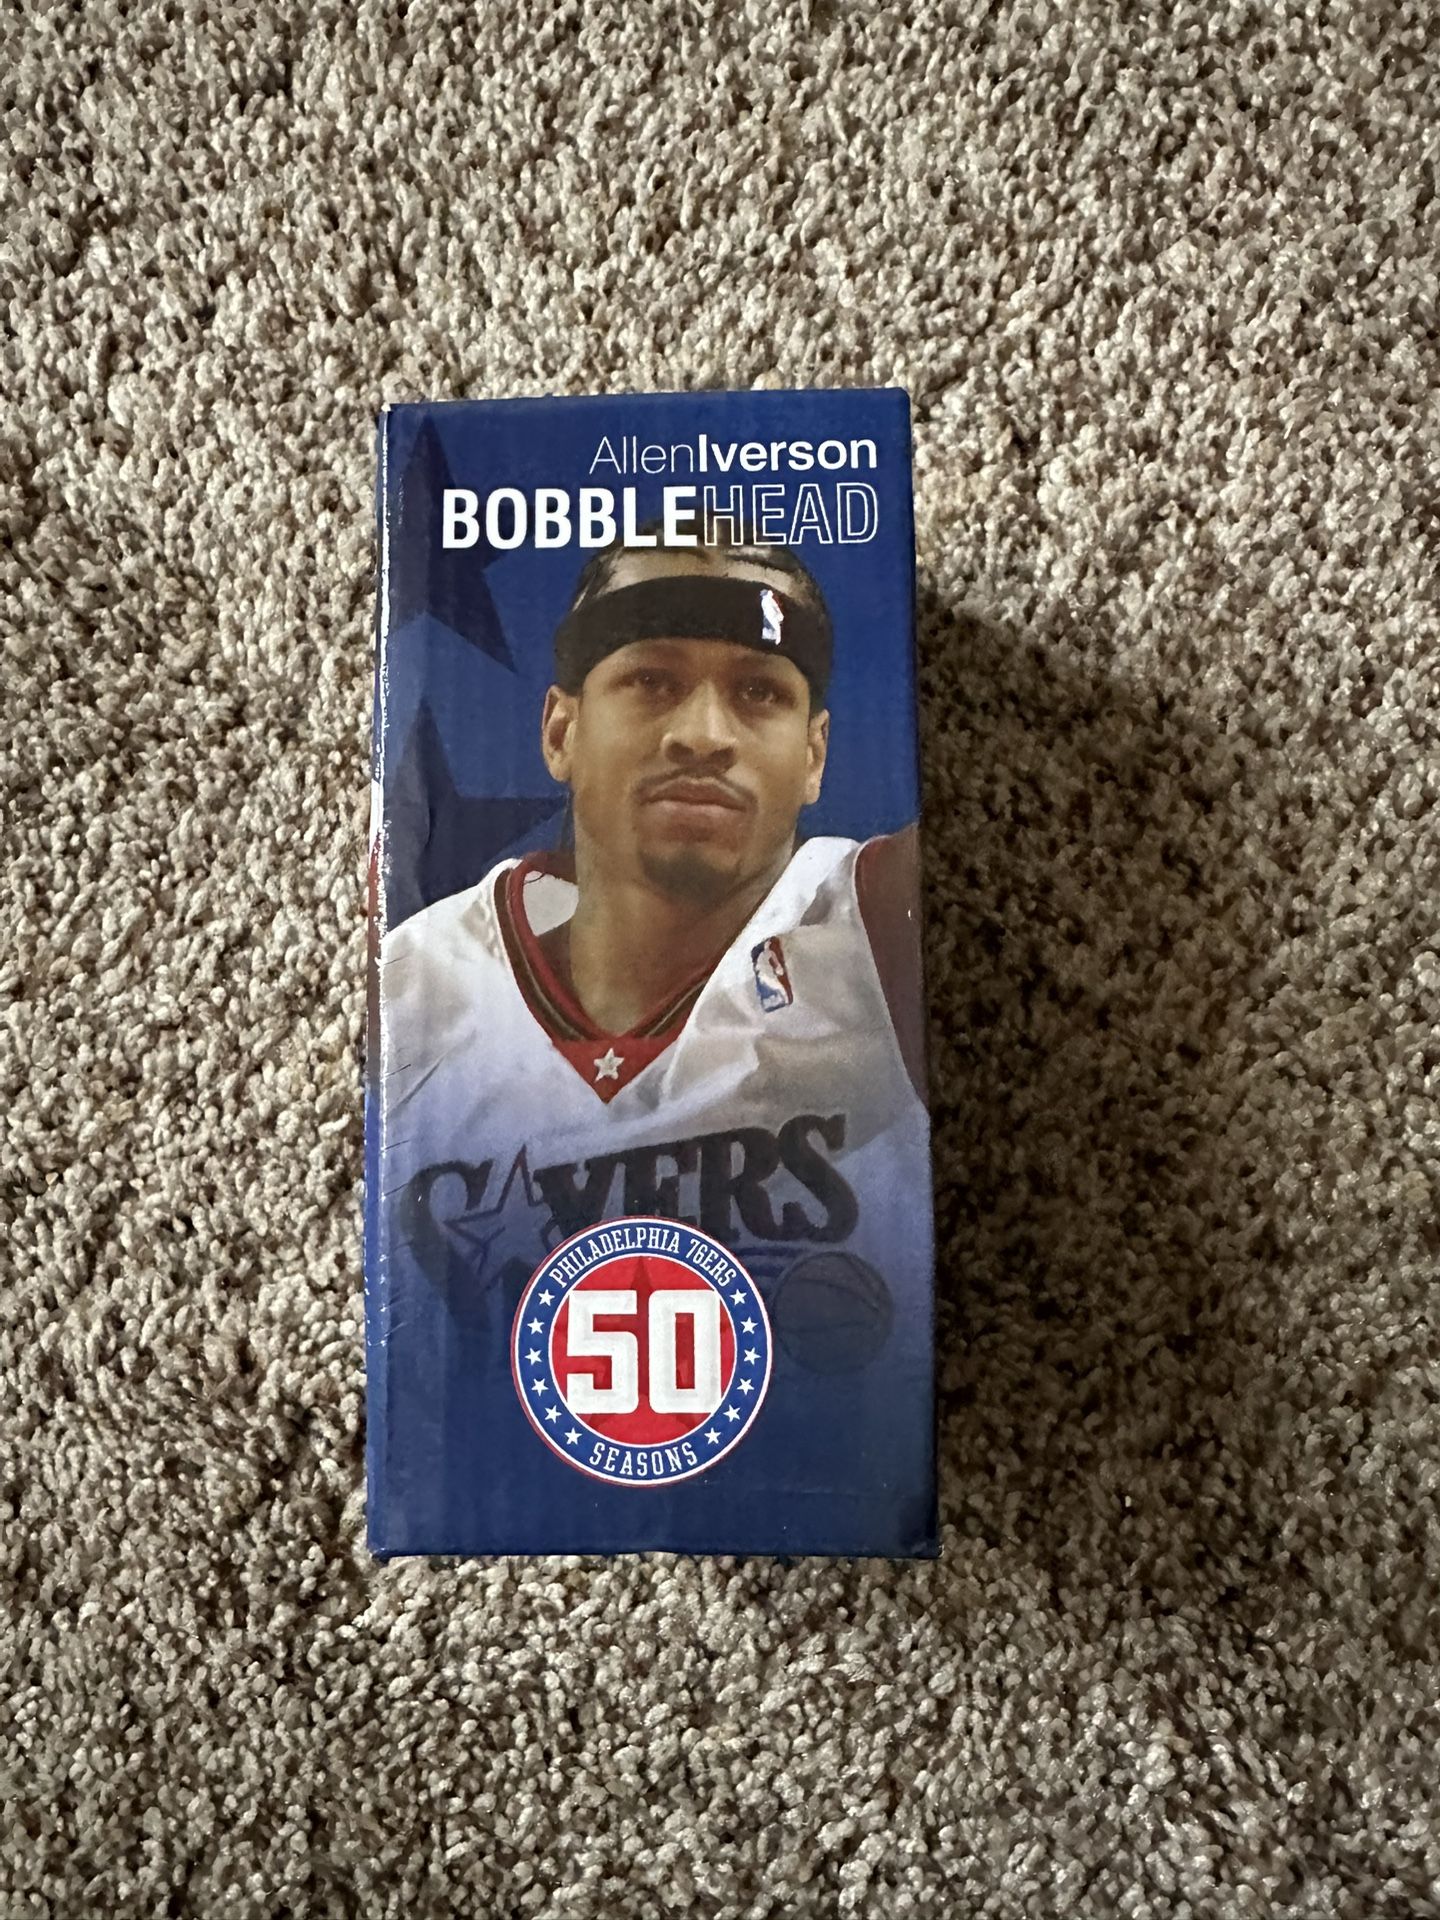 AllenIverson
BOBBLEHEAD
SIXERS
PHILADELPHIA 76ERS
50
SEASONS